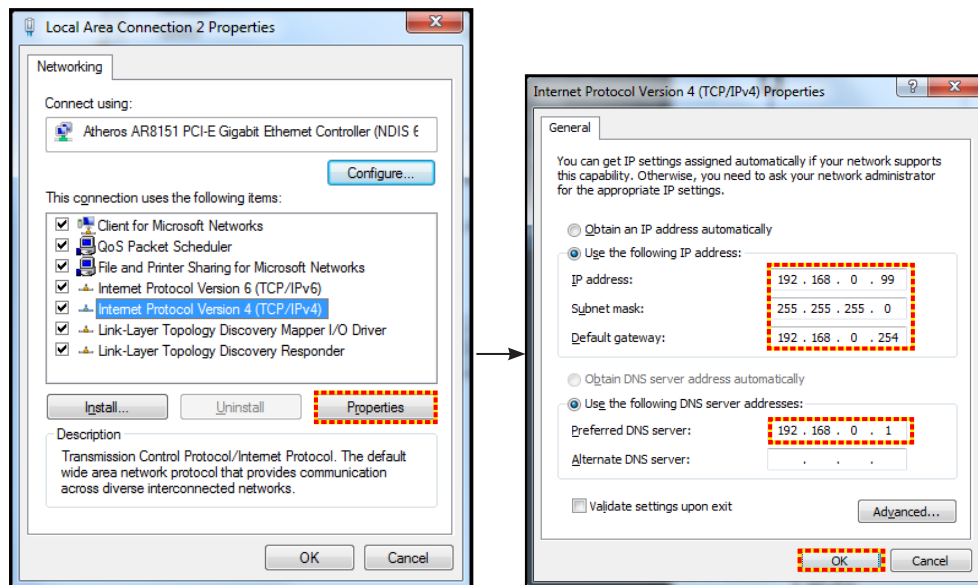 Local Area Connection 2 Properties
Networking
Connect using:
Atheros AR8151 PCI-E Gigabit Ethernet Controller (NDIS 6
Configure...
This connection uses the following items:
Client for Microsoft Networks
QoS Packet Scheduler
File and Printer Sharing for Microsoft Networks
Internet Protocol Version 6 (TCP/IPv6)
Internet Protocol Version 4 (TCP/IPv4)
Link-Layer Topology Discovery Mapper I/O Driver
Link-Layer Topology Discovery Responder
Install...
Uninstall
Properties
Description
Transmission Control Protocol/Internet Protocol. The default
wide area network protocol that provides communication
across diverse interconnected networks.
OK
Cancel
Internet Protocol Version 4 (TCP/IPv4) Properties
General
You can get IP settings assigned automatically if your network supports
this capability. Otherwise, you need to ask your network administrator
for the appropriate IP settings.
Obtain an IP address automatically
Use the following IP address:
IP address: 192 . 168 . 0 . 99
Subnet mask: 255 . 255 . 255 . 0
Default gateway: 192 . 168 . 0 . 254
Obtain DNS server address automatically
Use the following DNS server addresses:
Preferred DNS server: 192 . 168 . 0 . 1
Alternate DNS server: . . .
Validate settings upon exit
Advanced...
OK
Cancel